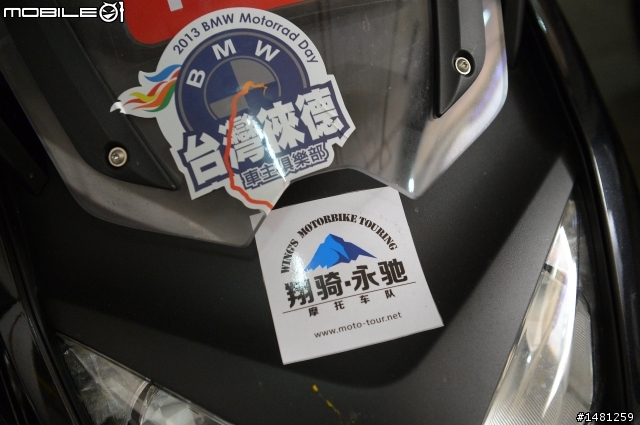 MOBILE01
2013 BMW Motorrad Day
BMW
台灣徠德
車主俱樂部
WING'S MOTORBIKE TOURING
翔骑·永驰
摩托车队
www.moto-tour.net
#1481259